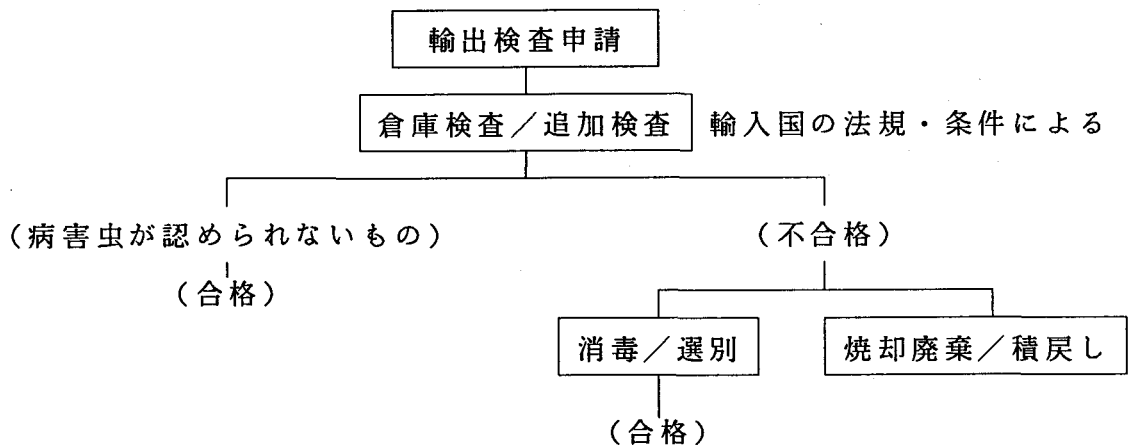 輸出検査申請
倉庫検査／追加検査 輸入国の法規・条件による
（病害虫が認められないもの） （不合格）
（合格）
消毒／選別 焼却廃棄／積戻し
（合格）